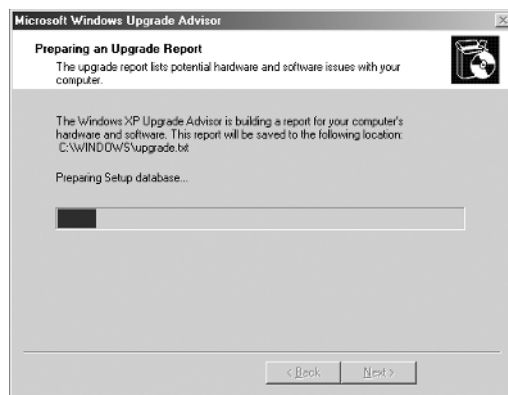 Microsoft Windows Upgrade Advisor
Preparing an Upgrade Report
The upgrade report lists potential hardware and software issues with your
computer.
The Windows XP Upgrade Advisor is building a report for your computer's
hardware and software. This report will be saved to the following location:
C:\WINDOWS\upgrade.txt
Preparing Setup database...
< Back
Next >